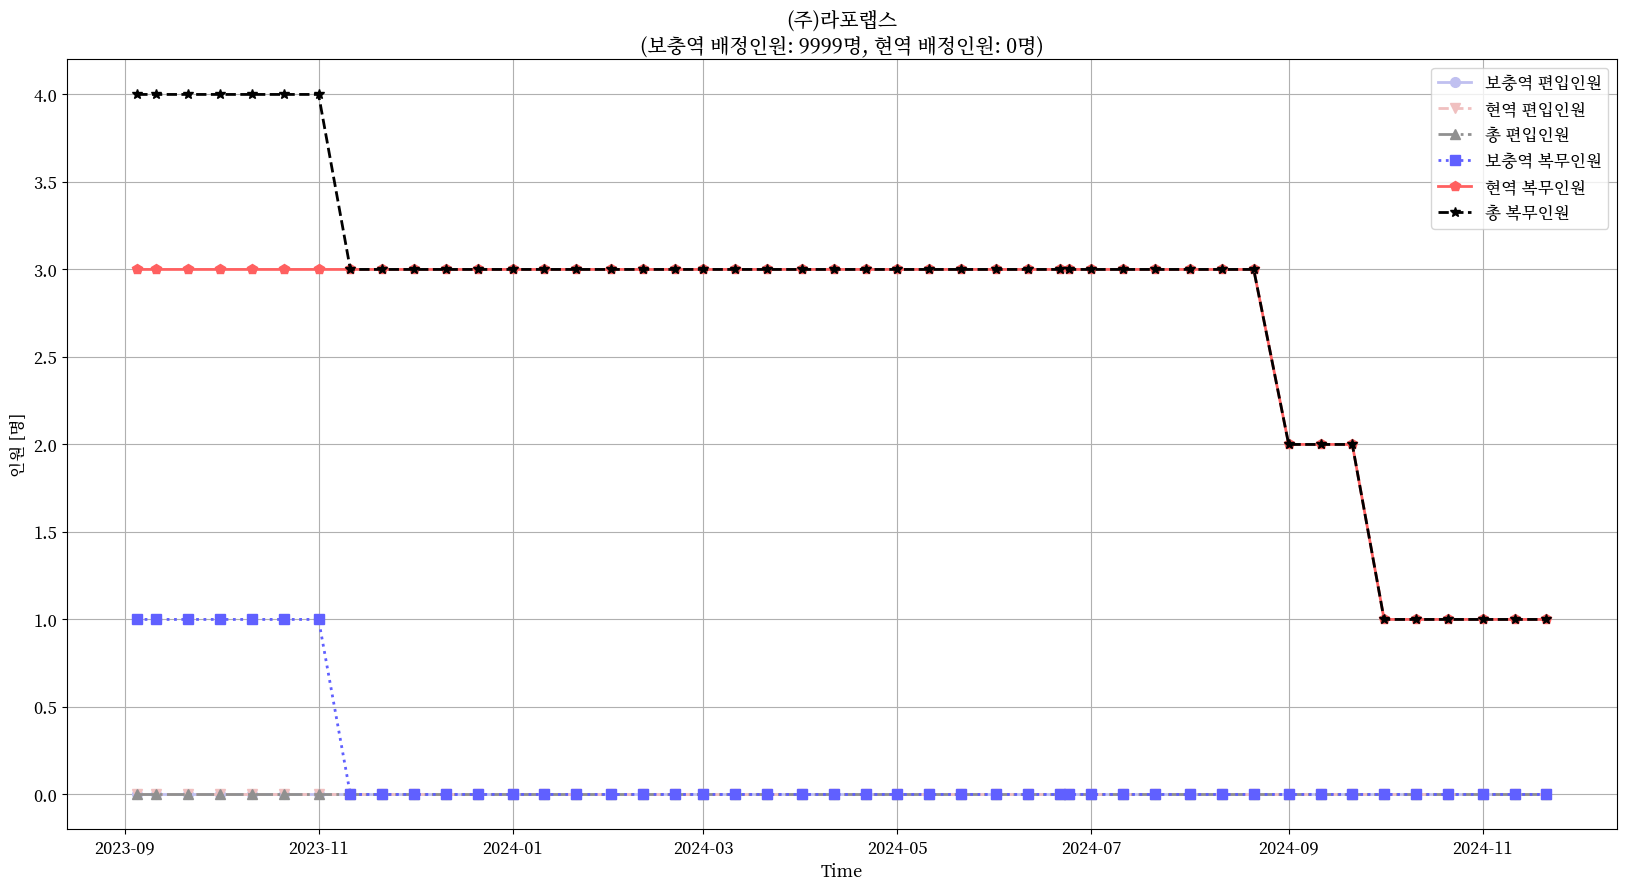 (주)라포랩스
(보충역 배정인원: 9999명, 현역 배정인원: 0명)
보충역 편입인원
현역 편입인원
총 편입인원
보충역 복무인원
현역 복무인원
총 복무인원
4.0
3.5
3.0
2.5
2.0
1.5
1.0
0.5
0.0
인원 [명]
2023-09 2023-11 2024-01 2024-03 2024-05 2024-07 2024-09 2024-11
Time